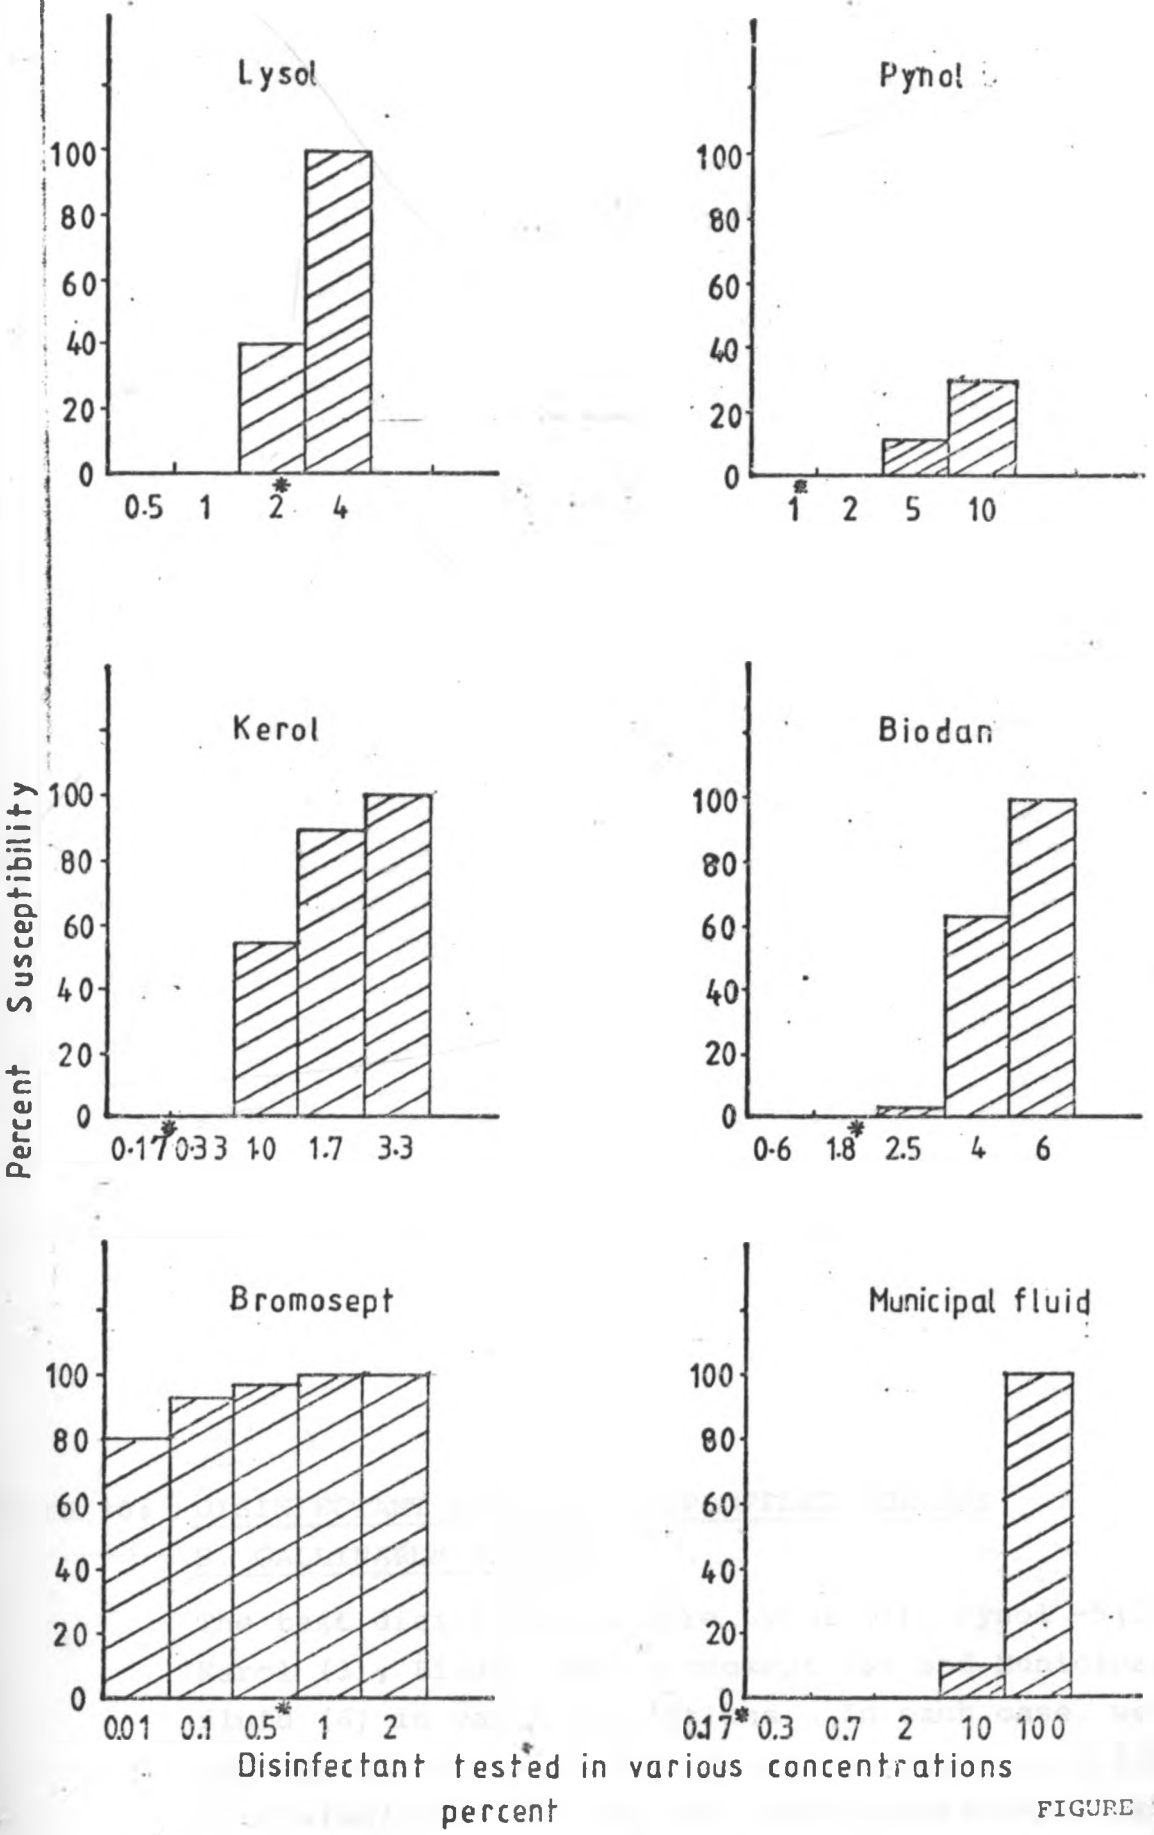 Lysol
100
80
60
40
20
0
0.5 1 2* 4
Pynol
100
80
60
40
20
0
1* 2 5 10
Percent Susceptibility
Kerol
100
80
60
40
20
0
0.17* 0.33 1.0 1.7 3.3
Biodan
100
80
60
40
20
0
0.6 1.8* 2.5 4 6
Bromosept
100
80
60
40
20
0
0.01 0.1 0.5* 1 2
Municipal fluid
100
80
60
40
20
0
0.17* 0.3 0.7 2 10 100
Disinfectant tested in various concentrations
percent
FIGURE